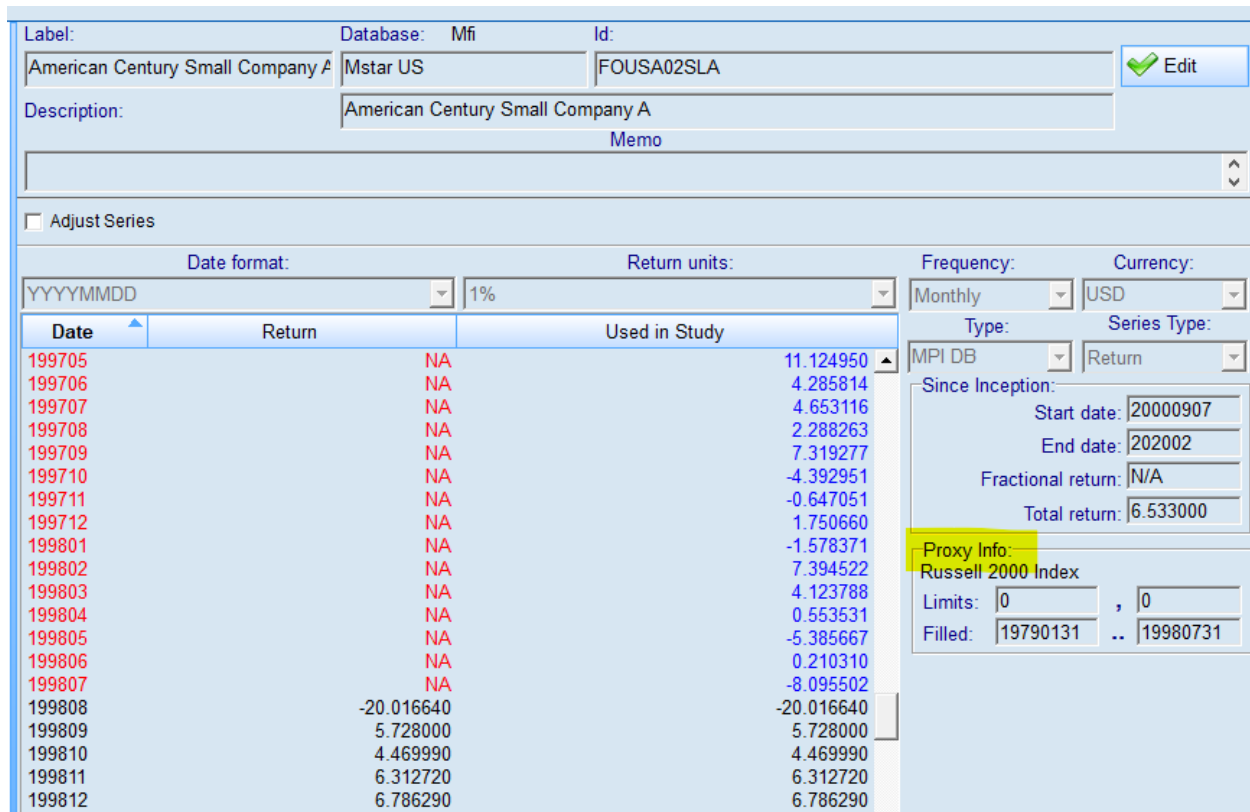 Label: Database: Mfi Id:
American Century Small Company A Mstar US FOUSA02SLA Edit
Description: American Century Small Company A
Memo
Adjust Series
Date format: Return units: Frequency: Currency:
YYYYMMDD 1% Monthly USD
Type: Series Type:
MPI DB Return
Date Return Used in Study
199705 NA 11.124950
199706 NA 4.285814
199707 NA 4.653116
199708 NA 2.288263
199709 NA 7.319277
199710 NA -4.392951
199711 NA -0.647051
199712 NA 1.750660
199801 NA -1.578371
199802 NA 7.394522
199803 NA 4.123788
199804 NA 0.553531
199805 NA -5.385667
199806 NA 0.210310
199807 NA -8.095502
199808 -20.016640 -20.016640
199809 5.728000 5.728000
199810 4.469990 4.469990
199811 6.312720 6.312720
199812 6.786290 6.786290
Since Inception:
Start date: 20000907
End date: 202002
Fractional return: N/A
Total return: 6.533000
Proxy Info:
Russell 2000 Index
Limits: 0 , 0
Filled: 19790131 .. 19980731